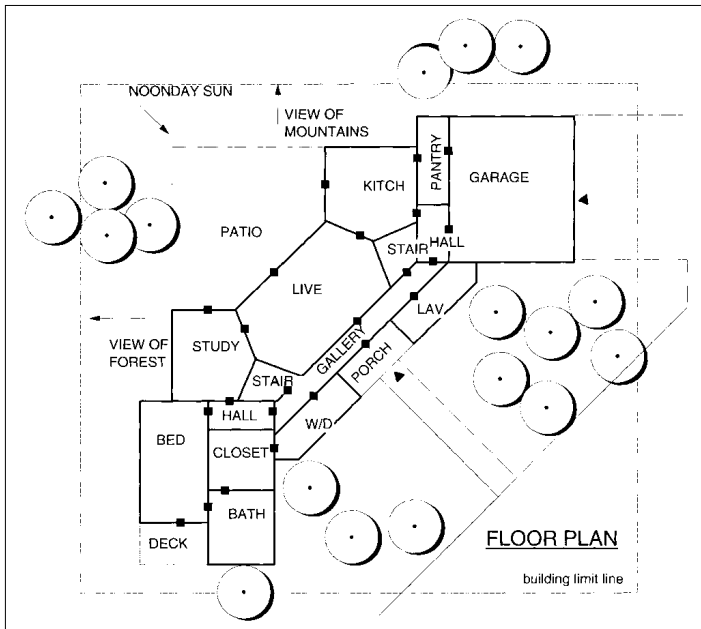 NOONDAY SUN
VIEW OF
MOUNTAINS
PANTRY
GARAGE
KITCH
PATIO
STAIR
HALL
LIVE
LAV
VIEW OF
FOREST
STUDY
GALLERY
PORCH
STAIR
HALL
W/D
BED
CLOSET
BATH
DECK
FLOOR PLAN
building limit line